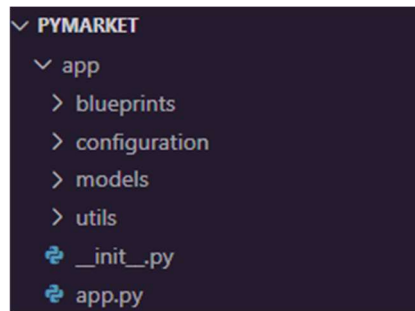 PYMARKET
app
blueprints
configuration
models
utils
__init__.py
app.py